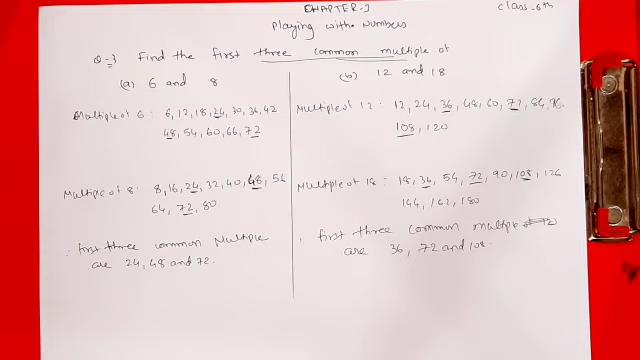 CHAPTER-3
Class-6th
Playing with Numbers
Q-3 Find the first three common multiple of
(a) 6 and 8
Multiple of 6: 6, 12, 18, 24, 30, 36, 42
48, 54, 60, 66, 72
Multiple of 8: 8, 16, 24, 32, 40, 48, 56
64, 72, 80
∴ first three common Multiple
are 24, 48 and 72.
(b) 12 and 18
Multiple of 12: 12, 24, 36, 48, 60, 72, 84, 96,
108, 120
Multiple of 18: 18, 36, 54, 72, 90, 108, 126
144, 162, 180
∴ first three common multiple
are 36, 72 and 108.